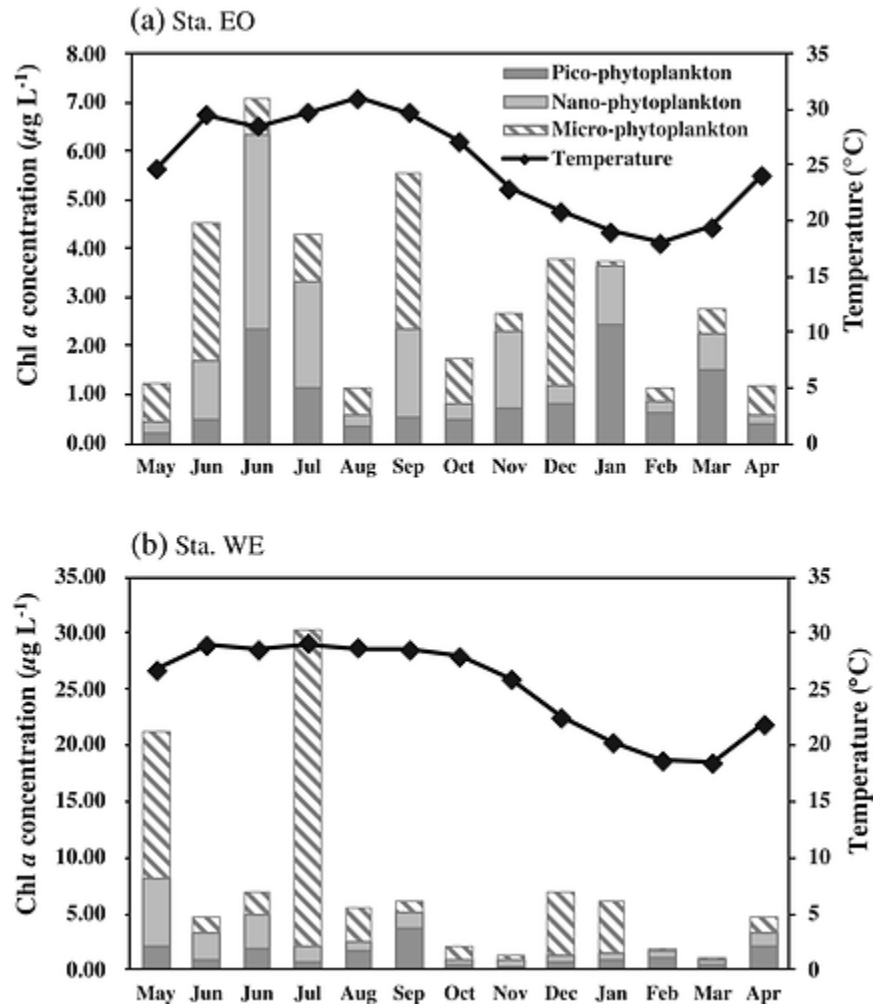 (a) Sta. EO
Chl a concentration (μg L-1)
8.00
7.00
6.00
5.00
4.00
3.00
2.00
1.00
0.00
Pico-phytoplankton
Nano-phytoplankton
Micro-phytoplankton
Temperature
35
30
25
20
15
10
5
0
Temperature (°C)
May Jun Jun Jul Aug Sep Oct Nov Dec Jan Feb Mar Apr
(b) Sta. WE
Chl a concentration (μg L-1)
35.00
30.00
25.00
20.00
15.00
10.00
5.00
0.00
35
30
25
20
15
10
5
0
Temperature (°C)
May Jun Jun Jul Aug Sep Oct Nov Dec Jan Feb Mar Apr